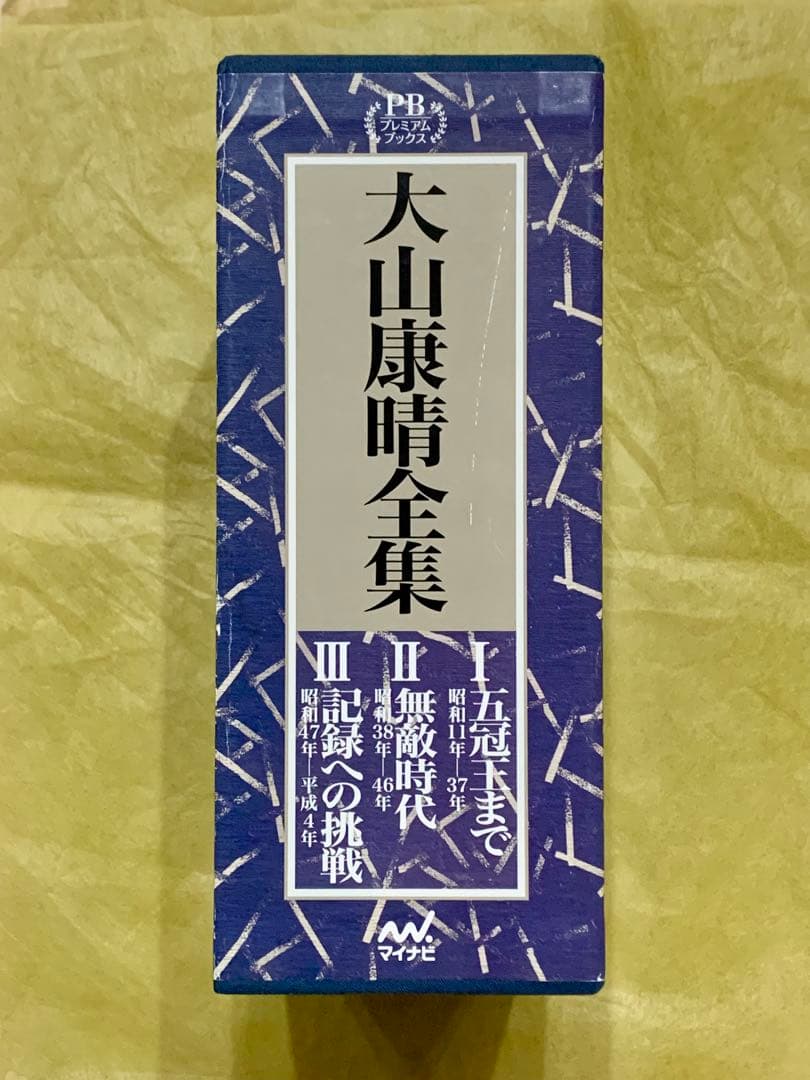 PB
プレミアム
ブックス
大山康晴全集
Ⅰ 五冠王まで
昭和11年―37年
Ⅱ 無敵時代
昭和38年―46年
Ⅲ 記録への挑戦
昭和47年―平成4年
マイナビ